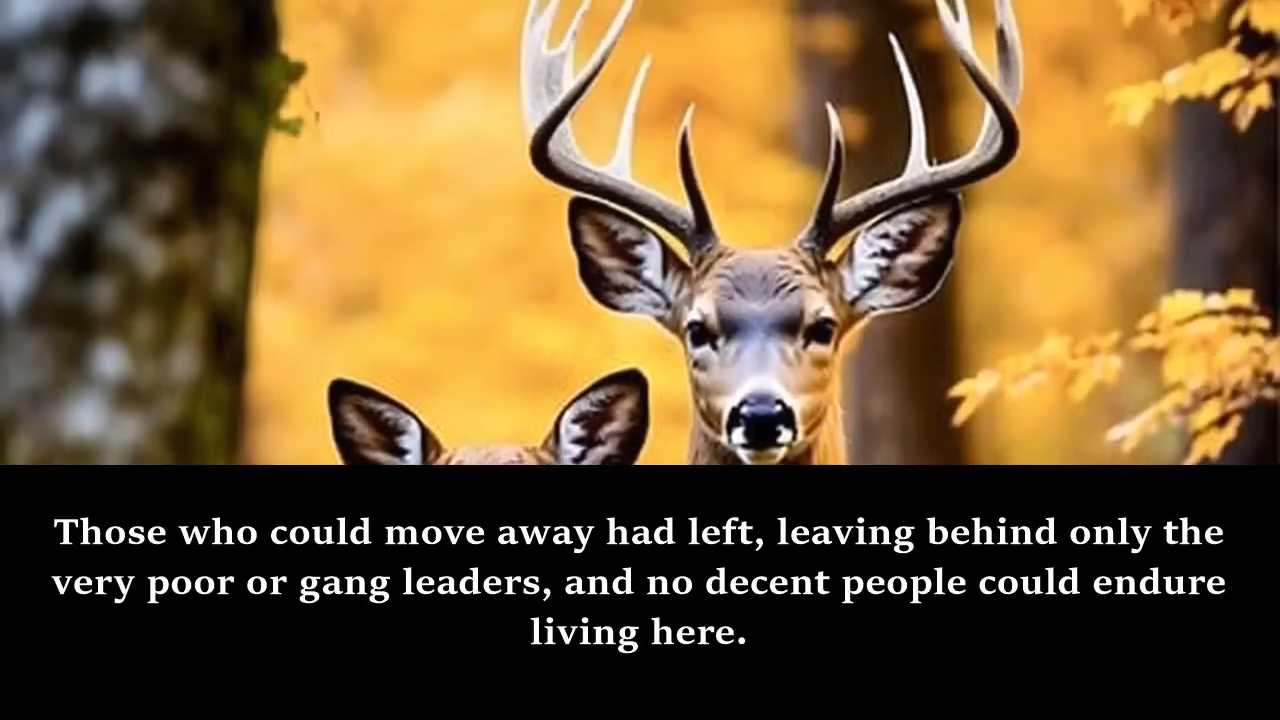 Those who could move away had left, leaving behind only the
very poor or gang leaders, and no decent people could endure
living here.